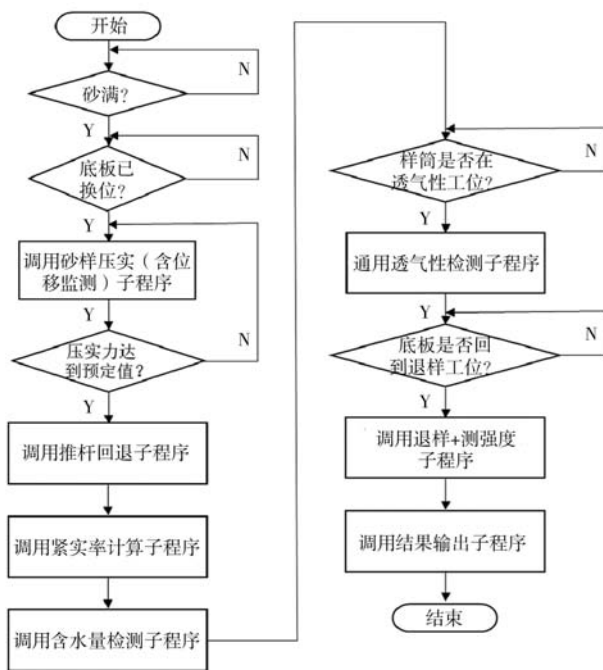 开始
N
砂满？
Y
N
底板已
换位？
Y
调用砂样压实（含位
移监测）子程序
Y
N
压实力达
到预定值？
Y
调用推杆回退子程序
调用紧实率计算子程序
调用含水量检测子程序
样筒是否在
透气性工位？
N
Y
通用透气性检测子程序
Y
N
底板是否回
到退样工位？
Y
调用退样+测强度
子程序
调用结果输出子程序
结束